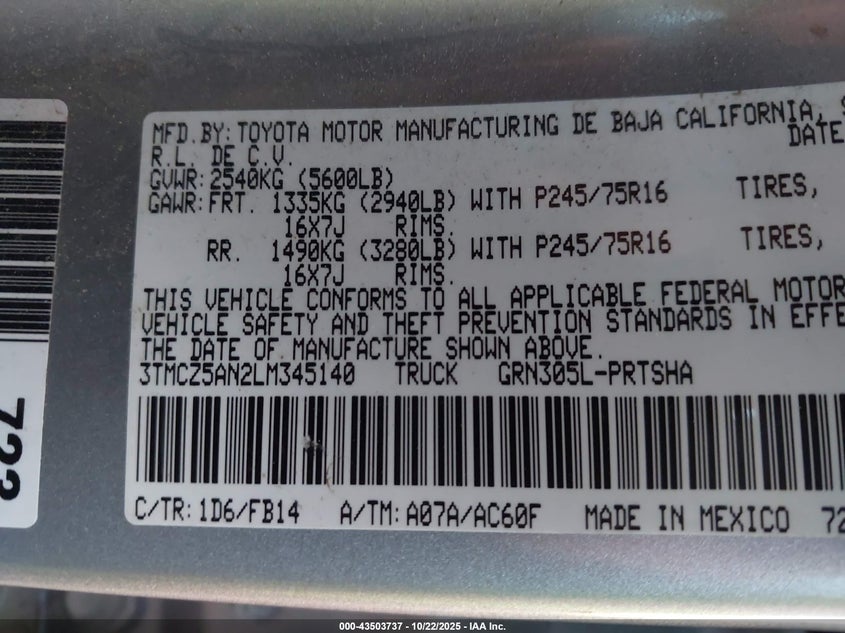 MFD.BY:TOYOTA MOTOR MANUFACTURING DE BAJA CALIFORNIA, S
R.L. DE C.V. DATE
GVWR:2540KG (5600LB)
GAWR:FRT. 1335KG (2940LB) WITH P245/75R16 TIRES,
16X7J RIMS.
RR. 1490KG (3280LB) WITH P245/75R16 TIRES,
16X7J RIMS.
THIS VEHICLE CONFORMS TO ALL APPLICABLE FEDERAL MOTOR
VEHICLE SAFETY AND THEFT PREVENTION STANDARDS IN EFFE
THE DATE OF MANUFACTURE SHOWN ABOVE.
3TMCZ5AN2LM345140 TRUCK GRN305L-PRTSHA
C/TR:1D6/FB14 A/TM:A07A/AC60F MADE IN MEXICO 72
722
000-43503737 - 10/22/2025 - IAA Inc.